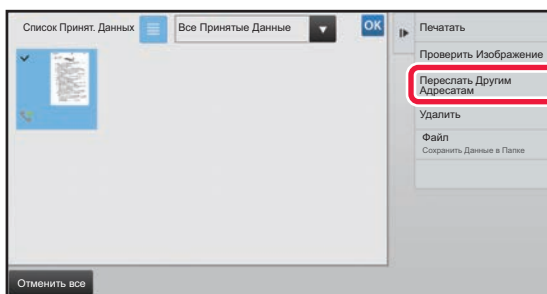 Список Принят. Данных
Все Принятые Данные
OK
Печатать
Проверить Изображение
Переслать Другим
Адресатам
Удалить
Файл
Сохранить Данные в Папке
Отменить все